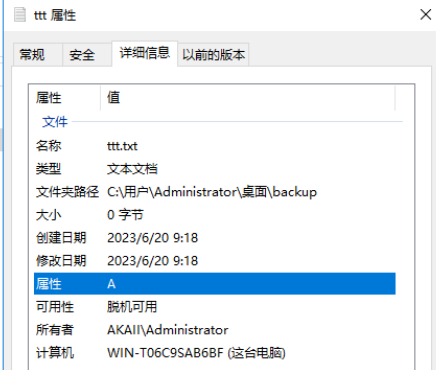 ttt 属性
常规 安全 详细信息 以前的版本
属性 值
文件
名称 ttt.txt
类型 文本文档
文件夹路径 C:\用户\Administrator\桌面\backup
大小 0 字节
创建日期 2023/6/20 9:18
修改日期 2023/6/20 9:18
属性 A
可用性 脱机可用
所有者 AKAII\Administrator
计算机 WIN-T06C9SAB6BF (这台电脑)